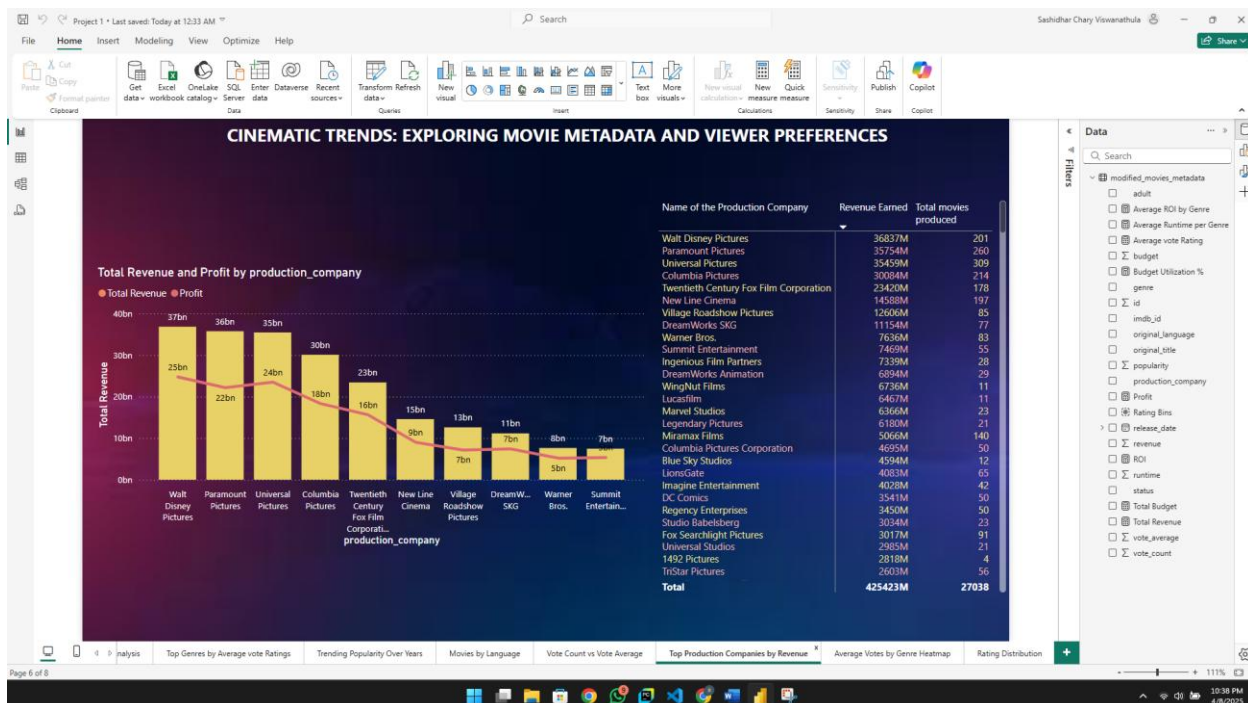 Project 1 • Last saved: Today at 12:33 AM
Search
Sashidhar Chary Viswanathula
File Home Insert Modeling View Optimize Help
Share
Paste
Cut
Copy
Format painter
Get data
Excel workbook
OneLake catalog
SQL Server
Enter data
Dataverse
Recent sources
Transform data
Refresh
New visual
Text box
More visuals
New visual calculation
New measure
Quick measure
Sensitivity
Publish
Copilot
Clipboard
Data
Queries
Insert
Calculations
Sensitivity
Share
Copilot
CINEMATIC TRENDS: EXPLORING MOVIE METADATA AND VIEWER PREFERENCES
Total Revenue and Profit by production_company
Total Revenue Profit
Total Revenue
40bn
30bn
20bn
10bn
0bn
37bn
36bn
35bn
30bn
23bn
15bn
13bn
11bn
8bn
7bn
25bn
22bn
24bn
18bn
16bn
9bn
7bn
7bn
5bn
Walt Disney Pictures
Paramount Pictures
Universal Pictures
Columbia Pictures
Twentieth Century Fox Film Corporati...
New Line Cinema
Village Roadshow Pictures
DreamW... SKG
Warner Bros.
Summit Entertain...
production_company
Name of the Production Company Revenue Earned Total movies produced
Walt Disney Pictures 36837M 201
Paramount Pictures 35754M 260
Universal Pictures 35459M 309
Columbia Pictures 30084M 214
Twentieth Century Fox Film Corporation 23420M 178
New Line Cinema 14588M 197
Village Roadshow Pictures 12606M 85
DreamWorks SKG 11154M 77
Warner Bros. 7636M 83
Summit Entertainment 7469M 55
Ingenious Film Partners 7339M 28
DreamWorks Animation 6894M 29
WingNut Films 6736M 11
Lucasfilm 6467M 11
Marvel Studios 6366M 23
Legendary Pictures 6180M 21
Miramax Films 5066M 140
Columbia Pictures Corporation 4695M 50
Blue Sky Studios 4594M 12
LionsGate 4083M 65
Imagine Entertainment 4028M 42
DC Comics 3541M 50
Regency Enterprises 3450M 50
Studio Babelsberg 3034M 23
Fox Searchlight Pictures 3017M 91
Universal Studios 2985M 21
1492 Pictures 2818M 4
TriStar Pictures 2603M 56
Total 425423M 27038
Filters
Data
Search
modified_movies_metadata
adult
Average ROI by Genre
Average Runtime per Genre
Average vote Rating
budget
Budget Utilization %
genre
id
imdb_id
original_language
original_title
popularity
production_company
Profit
Rating Bins
release_date
revenue
ROI
runtime
status
Total Budget
Total Revenue
vote_average
vote_count
nalysis Top Genres by Average vote Ratings Trending Popularity Over Years Movies by Language Vote Count vs Vote Average Top Production Companies by Revenue Average Votes by Genre Heatmap Rating Distribution
Page 6 of 8
111%
10:38 PM
4/8/2025